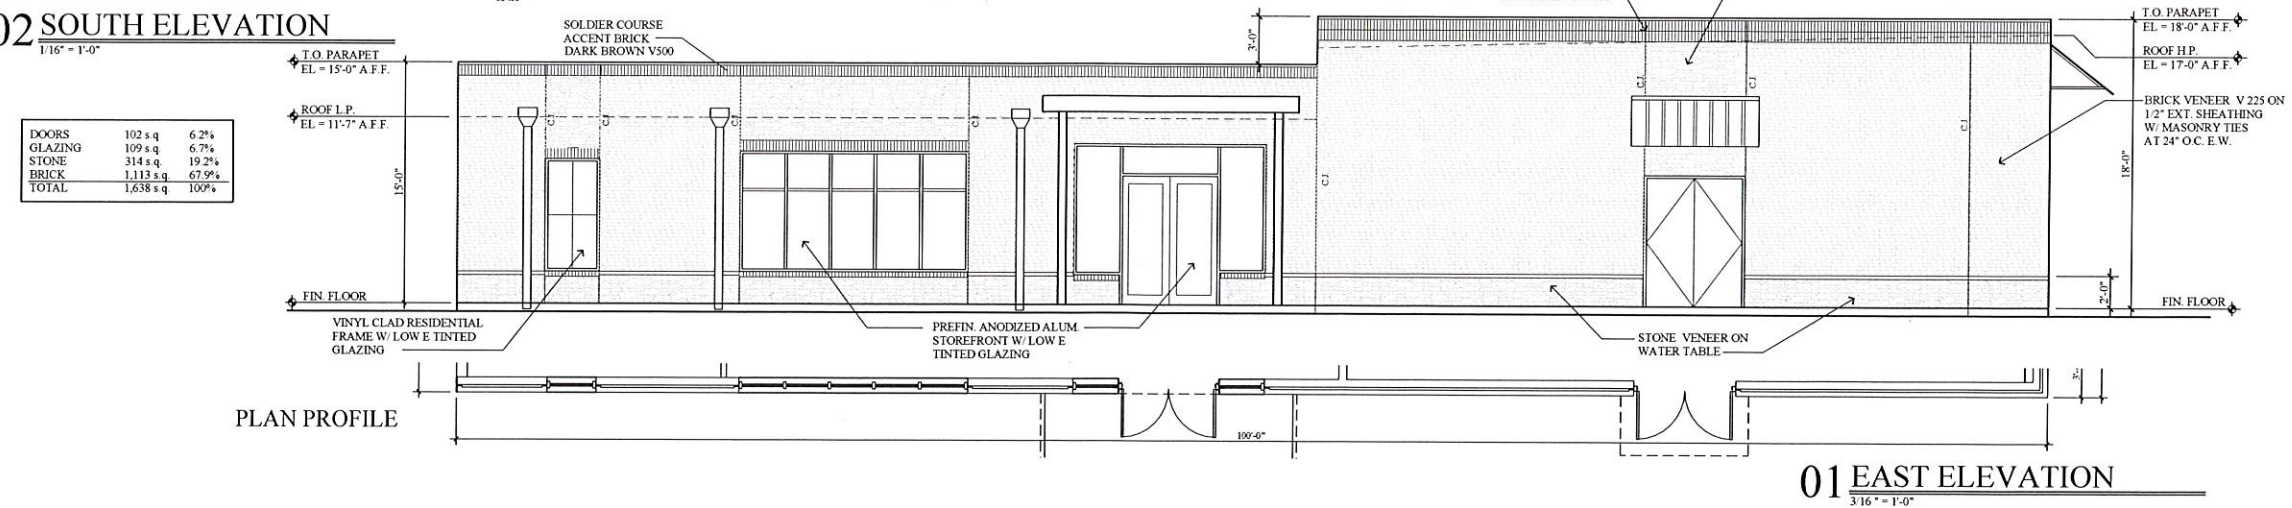 02 SOUTH ELEVATION
1/16" = 1'-0"
SOLDIER COURSE
ACCENT BRICK
DARK BROWN V500
T.O. PARAPET
EL = 15'-0" A.F.F.
ROOF L.P.
EL = 11'-7" A.F.F.
DOORS 102 s.q. 6.2%
GLAZING 109 s.q. 6.7%
STONE 314 s.q. 19.2%
BRICK 1,113 s.q. 67.9%
TOTAL 1,638 s.q. 100%
15'-0"
FIN. FLOOR
C.J.
C.J.
C.J.
C.J.
C.J.
C.J.
C.J.
C.J.
3'-0"
T.O. PARAPET
EL = 18'-0" A.F.F.
ROOF H.P.
EL = 17'-0" A.F.F.
BRICK VENEER V 225 ON
1/2" EXT. SHEATHING
W/ MASONRY TIES
AT 24" O.C. E.W.
18'-0"
2'-0"
FIN. FLOOR
VINYL CLAD RESIDENTIAL
FRAME W/ LOW E TINTED
GLAZING
PREFIN. ANODIZED ALUM.
STOREFRONT W/ LOW E
TINTED GLAZING
STONE VENEER ON
WATER TABLE
PLAN PROFILE
100'-0"
01 EAST ELEVATION
3/16" = 1'-0"